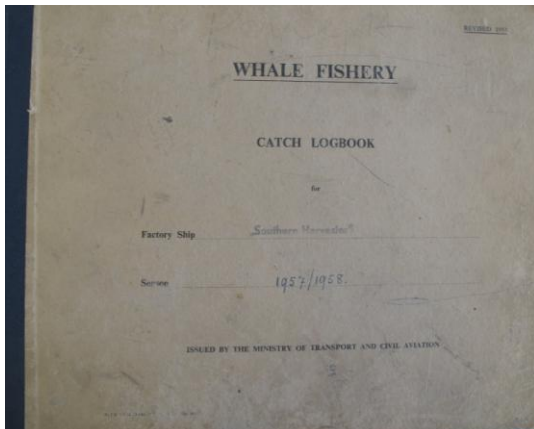 REVISED
WHALE FISHERY
CATCH LOGBOOK
for
Factory Ship "Southern Harvester"
Season 1957/1958.
ISSUED BY THE MINISTRY OF TRANSPORT AND CIVIL AVIATION